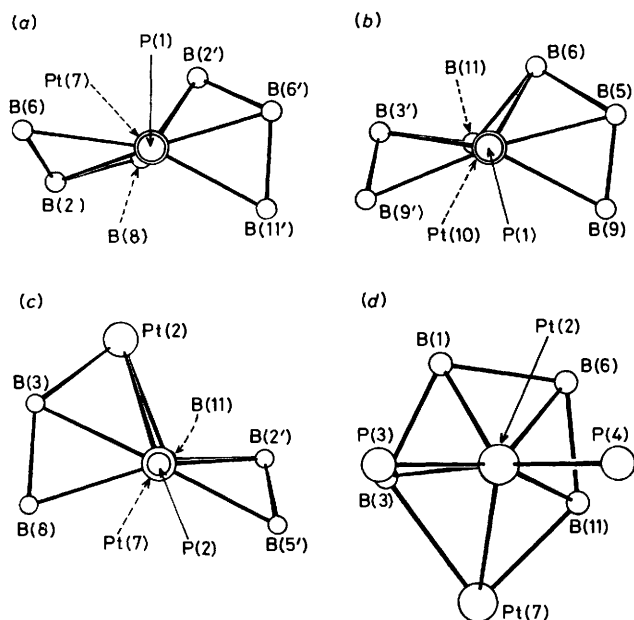 (a)
P(1)
B(2')
Pt(7)
B(6')
B(6)
B(2)
B(8)
B(11')
(b)
B(6)
B(11)
B(5)
B(3')
B(9')
Pt(10)
P(1)
B(9)
(c)
Pt(2)
B(3)
B(11)
B(2')
B(8)
Pt(7)
P(2)
B(5')
(d)
Pt(2)
B(1)
B(6)
P(3)
P(4)
B(3)
B(11)
Pt(7)